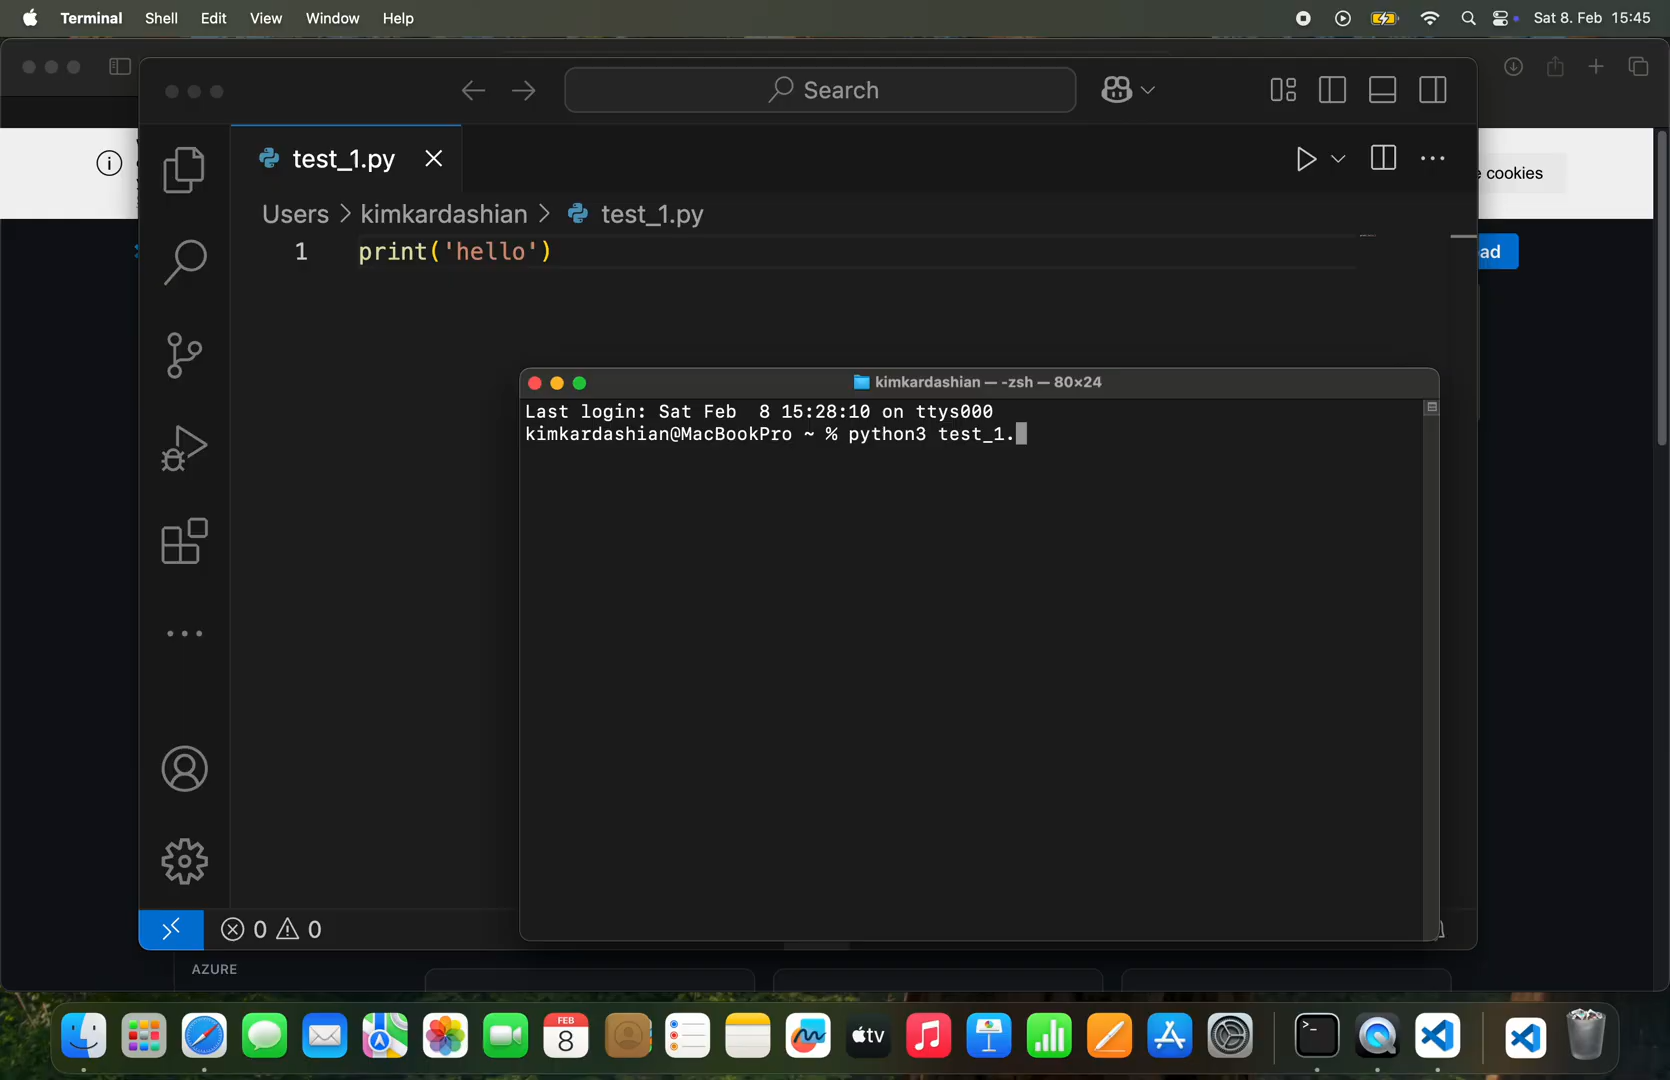 Terminal Shell Edit View Window Help Sat 8. Feb 15:45
Search
test_1.py
cookies
Users > kimkardashian > test_1.py
1 print('hello')
ad
kimkardashian — -zsh — 80×24
Last login: Sat Feb  8 15:28:10 on ttys000
kimkardashian@MacBookPro ~ % python3 test_1.
0 0
AZURE
FEB
8
tv